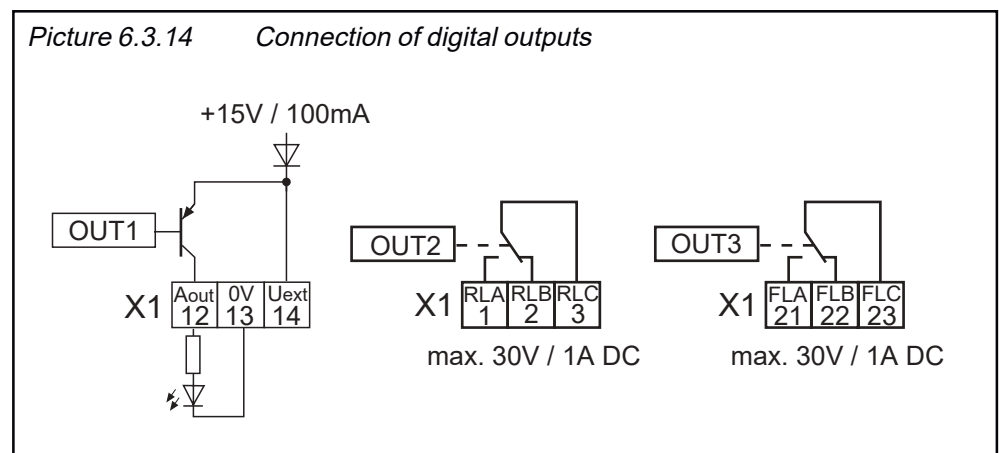 Picture 6.3.14 Connection of digital outputs
+15V / 100mA
OUT1
OUT2
OUT3
X1
Aout 0V Uext
12 13 14
X1
RLA RLB RLC
1 2 3
X1
FLA FLB FLC
21 22 23
max. 30V / 1A DC
max. 30V / 1A DC